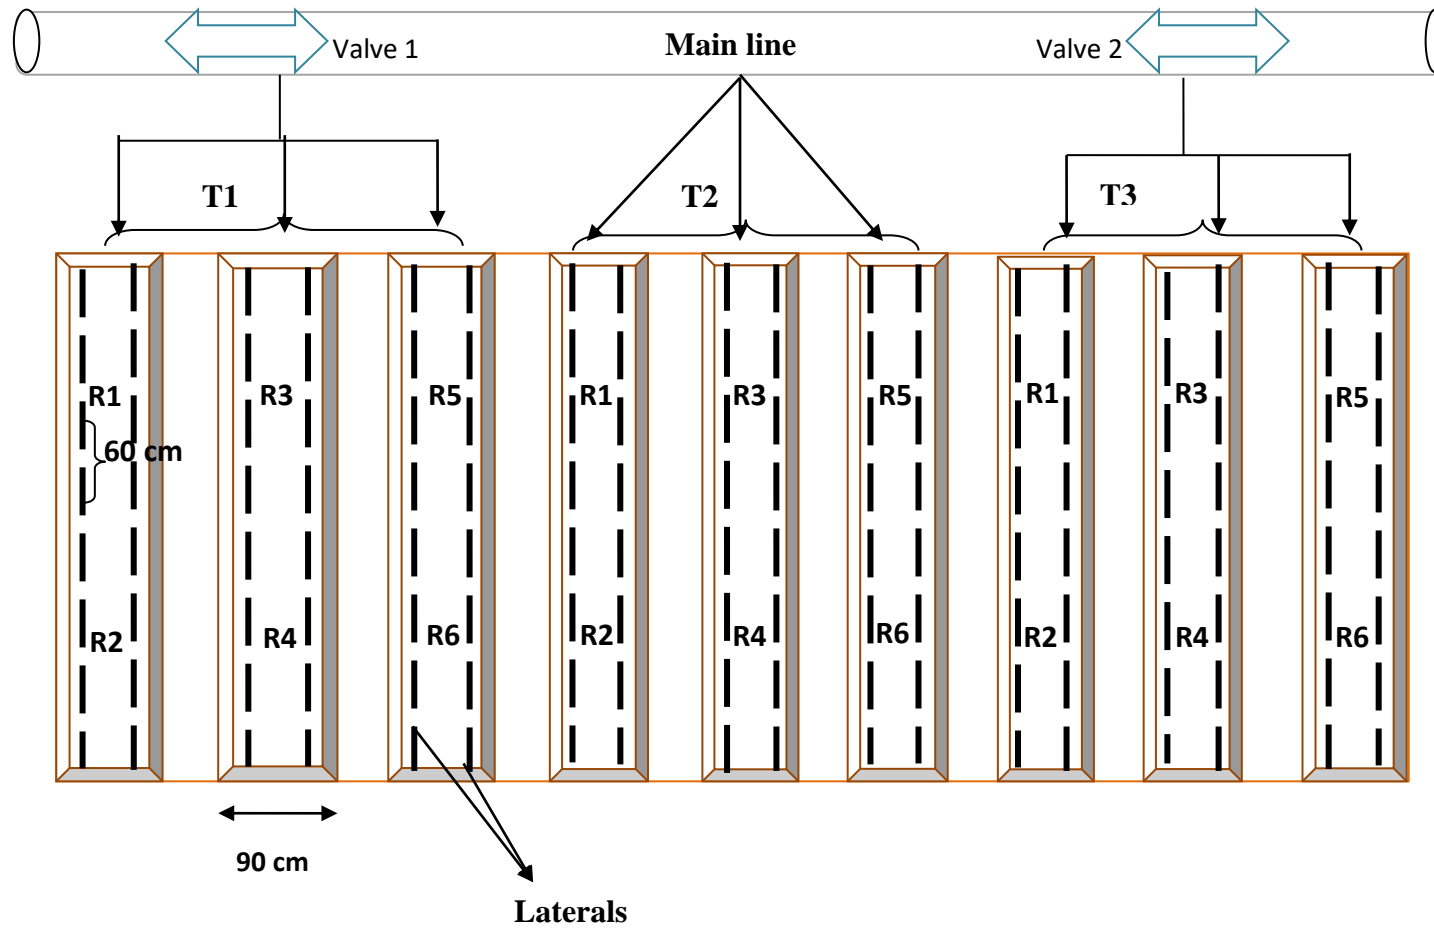 Valve 1
Main line
Valve 2
T1
T2
T3
R1
R3
R5
R1
R3
R5
R1
R3
R5
60 cm
R2
R4
R6
R2
R4
R6
R2
R4
R6
90 cm
Laterals